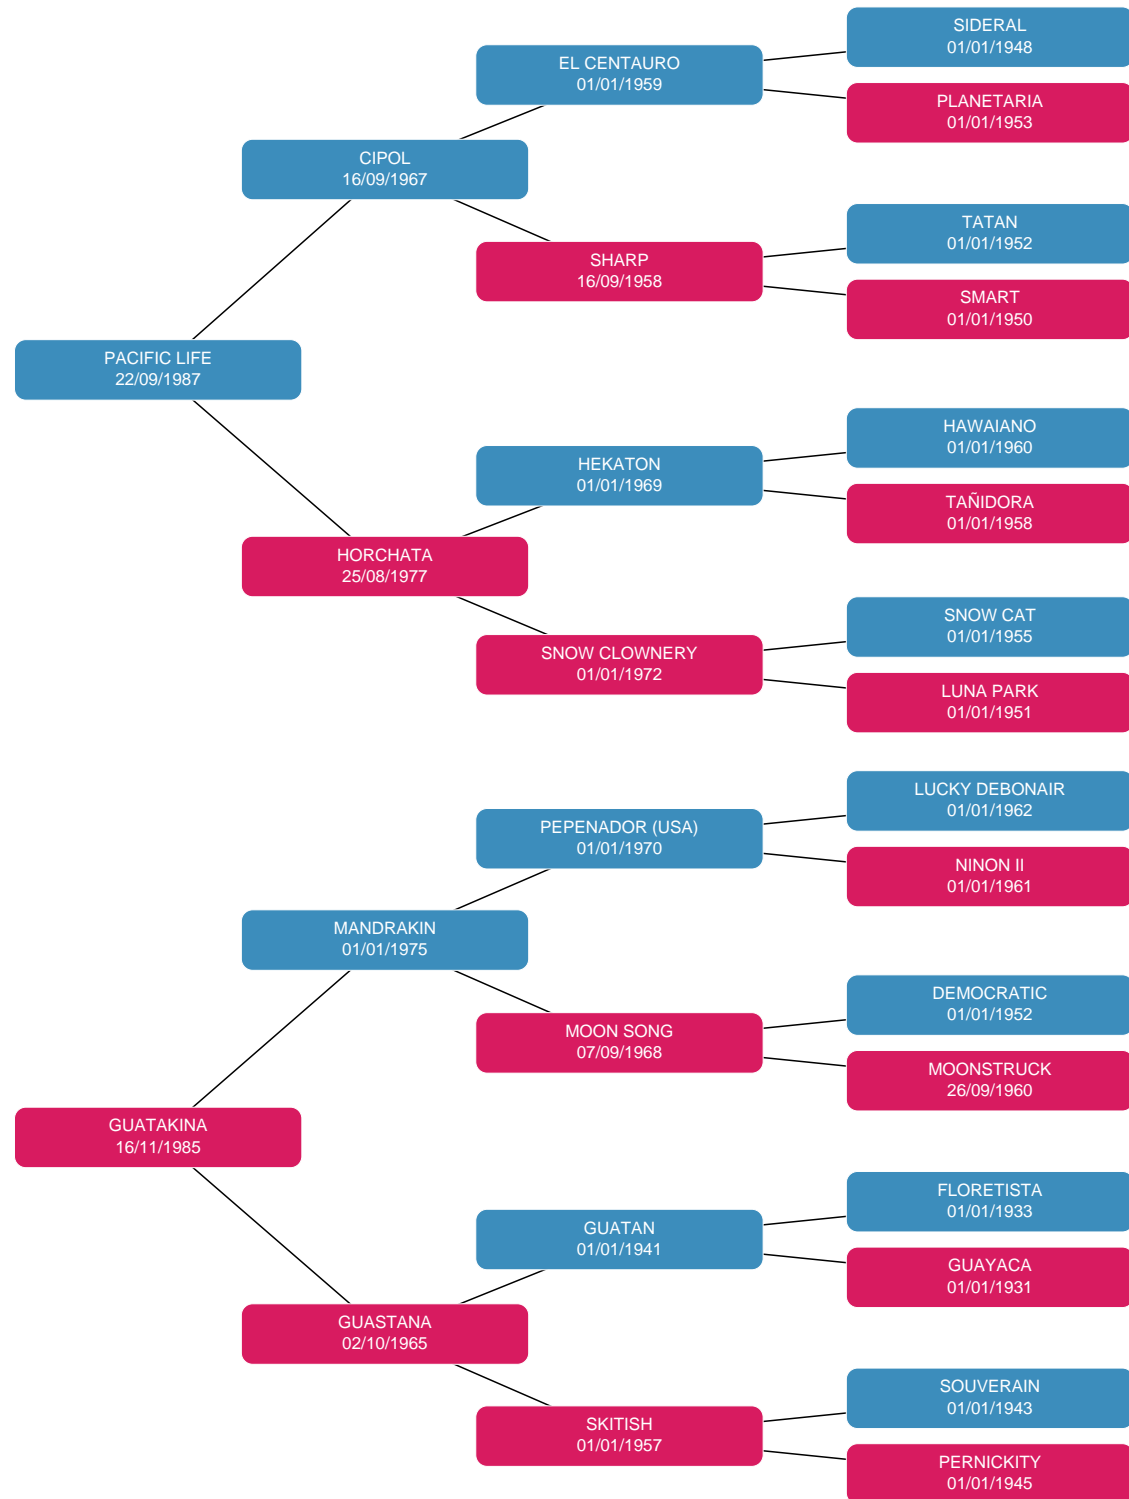 SIDERAL
01/01/1948
EL CENTAURO
01/01/1959
PLANETARIA
01/01/1953
CIPOL
16/09/1967
TATAN
01/01/1952
SHARP
16/09/1958
SMART
01/01/1950
PACIFIC LIFE
22/09/1987
HAWAIANO
01/01/1960
HEKATON
01/01/1969
TAÑIDORA
01/01/1958
HORCHATA
25/08/1977
SNOW CAT
01/01/1955
SNOW CLOWNERY
01/01/1972
LUNA PARK
01/01/1951
LUCKY DEBONAIR
01/01/1962
PEPENADOR (USA)
01/01/1970
NINON II
01/01/1961
MANDRAKIN
01/01/1975
DEMOCRATIC
01/01/1952
MOON SONG
07/09/1968
MOONSTRUCK
26/09/1960
GUATAKINA
16/11/1985
FLORETISTA
01/01/1933
GUATAN
01/01/1941
GUAYACA
01/01/1931
GUASTANA
02/10/1965
SOUVERAIN
01/01/1943
SKITISH
01/01/1957
PERNICKITY
01/01/1945